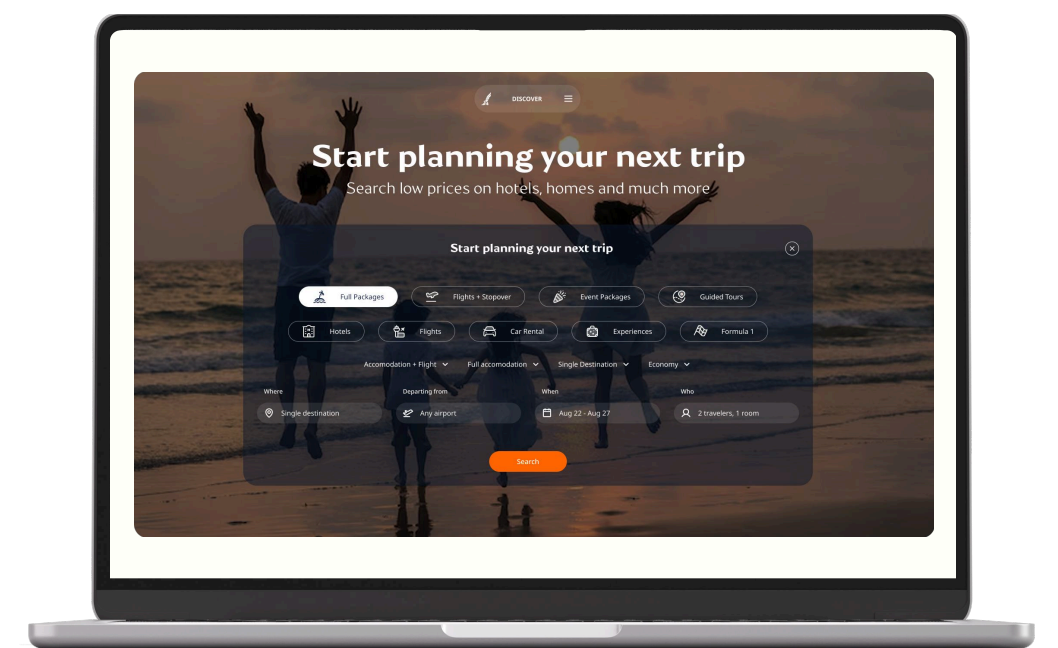 DISCOVER
Start planning your next trip
Search low prices on hotels, homes and much more
Start planning your next trip
Full Packages
Flights + Stopover
Event Packages
Guided Tours
Hotels
Flights
Car Rental
Experiences
Formula 1
Accomodation + Flight
Full accomodation
Single Destination
Economy
Where
Departing from
When
Who
Single destination
Any airport
Aug 22 - Aug 27
2 travelers, 1 room
Search